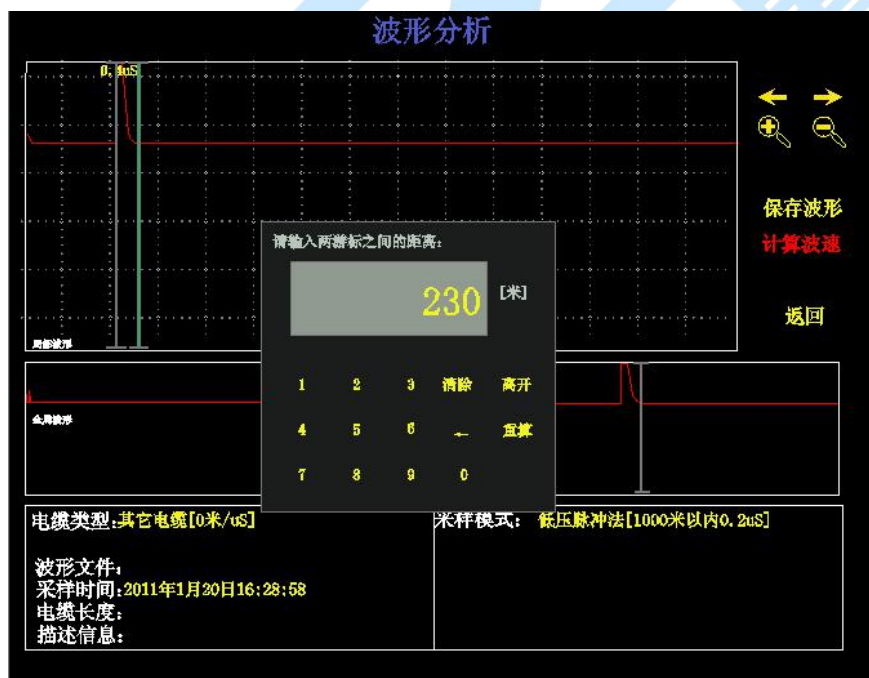 波形分析
0.4uS
保存波形
计算波速
返回
请输入两游标之间的距离:
230 [米]
1 2 3 清除 离开
4 5 6 ← 重算
7 8 9 0
局部波形
全局波形
电缆类型:其它电缆[0米/uS]
采样模式: 低压脉冲法[1000米以内0.2uS]
波形文件:
采样时间:2011年1月20日16:28:58
电缆长度:
描述信息: